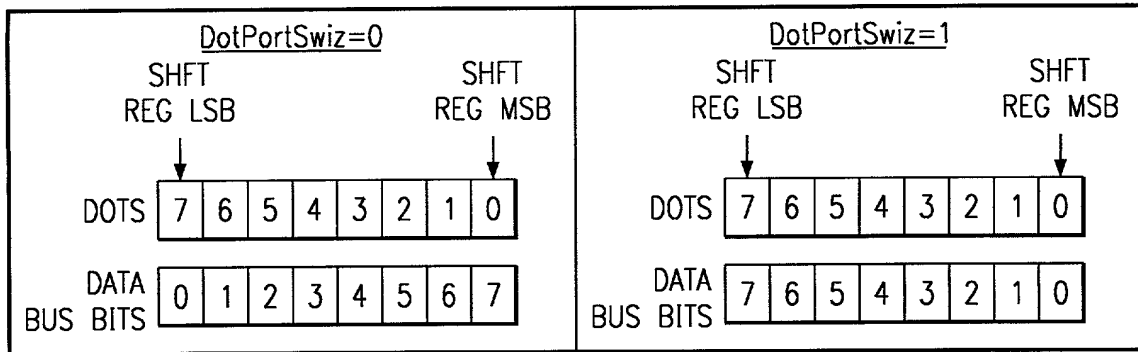 DotPortSwiz=0
SHFT SHFT
REG LSB REG MSB
DOTS 7 6 5 4 3 2 1 0
DATA
BUS BITS 0 1 2 3 4 5 6 7
DotPortSwiz=1
SHFT SHFT
REG LSB REG MSB
DOTS 7 6 5 4 3 2 1 0
DATA
BUS BITS 7 6 5 4 3 2 1 0